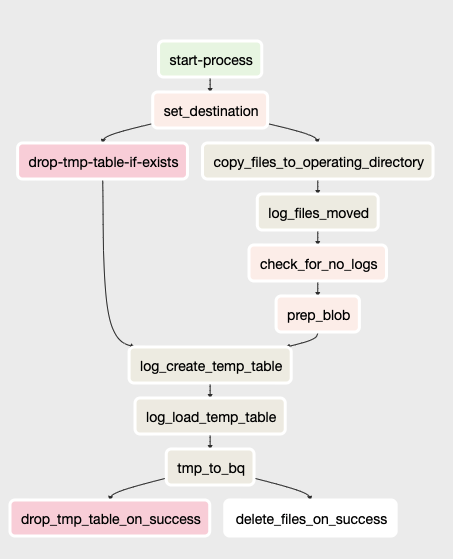 start-process
set_destination
drop-tmp-table-if-exists
copy_files_to_operating_directory
log_files_moved
check_for_no_logs
prep_blob
log_create_temp_table
log_load_temp_table
tmp_to_bq
drop_tmp_table_on_success
delete_files_on_success